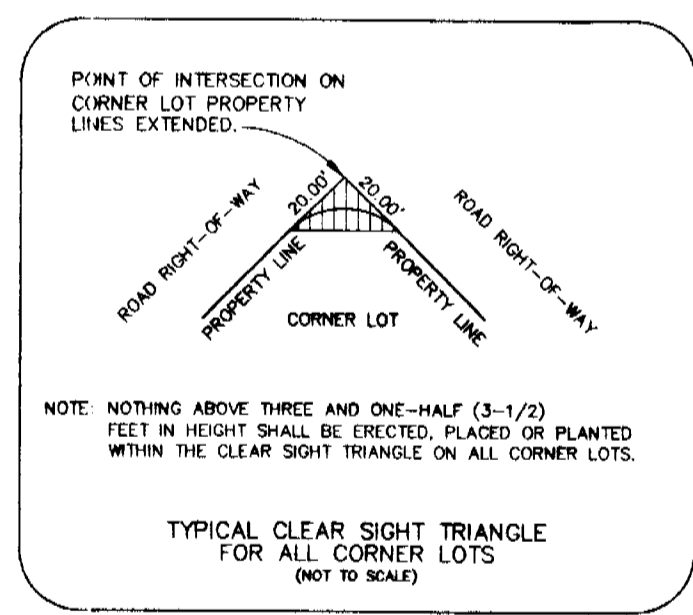 POINT OF INTERSECTION ON
CORNER LOT PROPERTY
LINES EXTENDED.
20.00'
20.00'
ROAD RIGHT-OF-WAY
ROAD RIGHT-OF-WAY
PROPERTY LINE
PROPERTY LINE
CORNER LOT
NOTE: NOTHING ABOVE THREE AND ONE-HALF (3-1/2)
FEET IN HEIGHT SHALL BE ERECTED, PLACED OR PLANTED
WITHIN THE CLEAR SIGHT TRIANGLE ON ALL CORNER LOTS.
TYPICAL CLEAR SIGHT TRIANGLE
FOR ALL CORNER LOTS
(NOT TO SCALE)